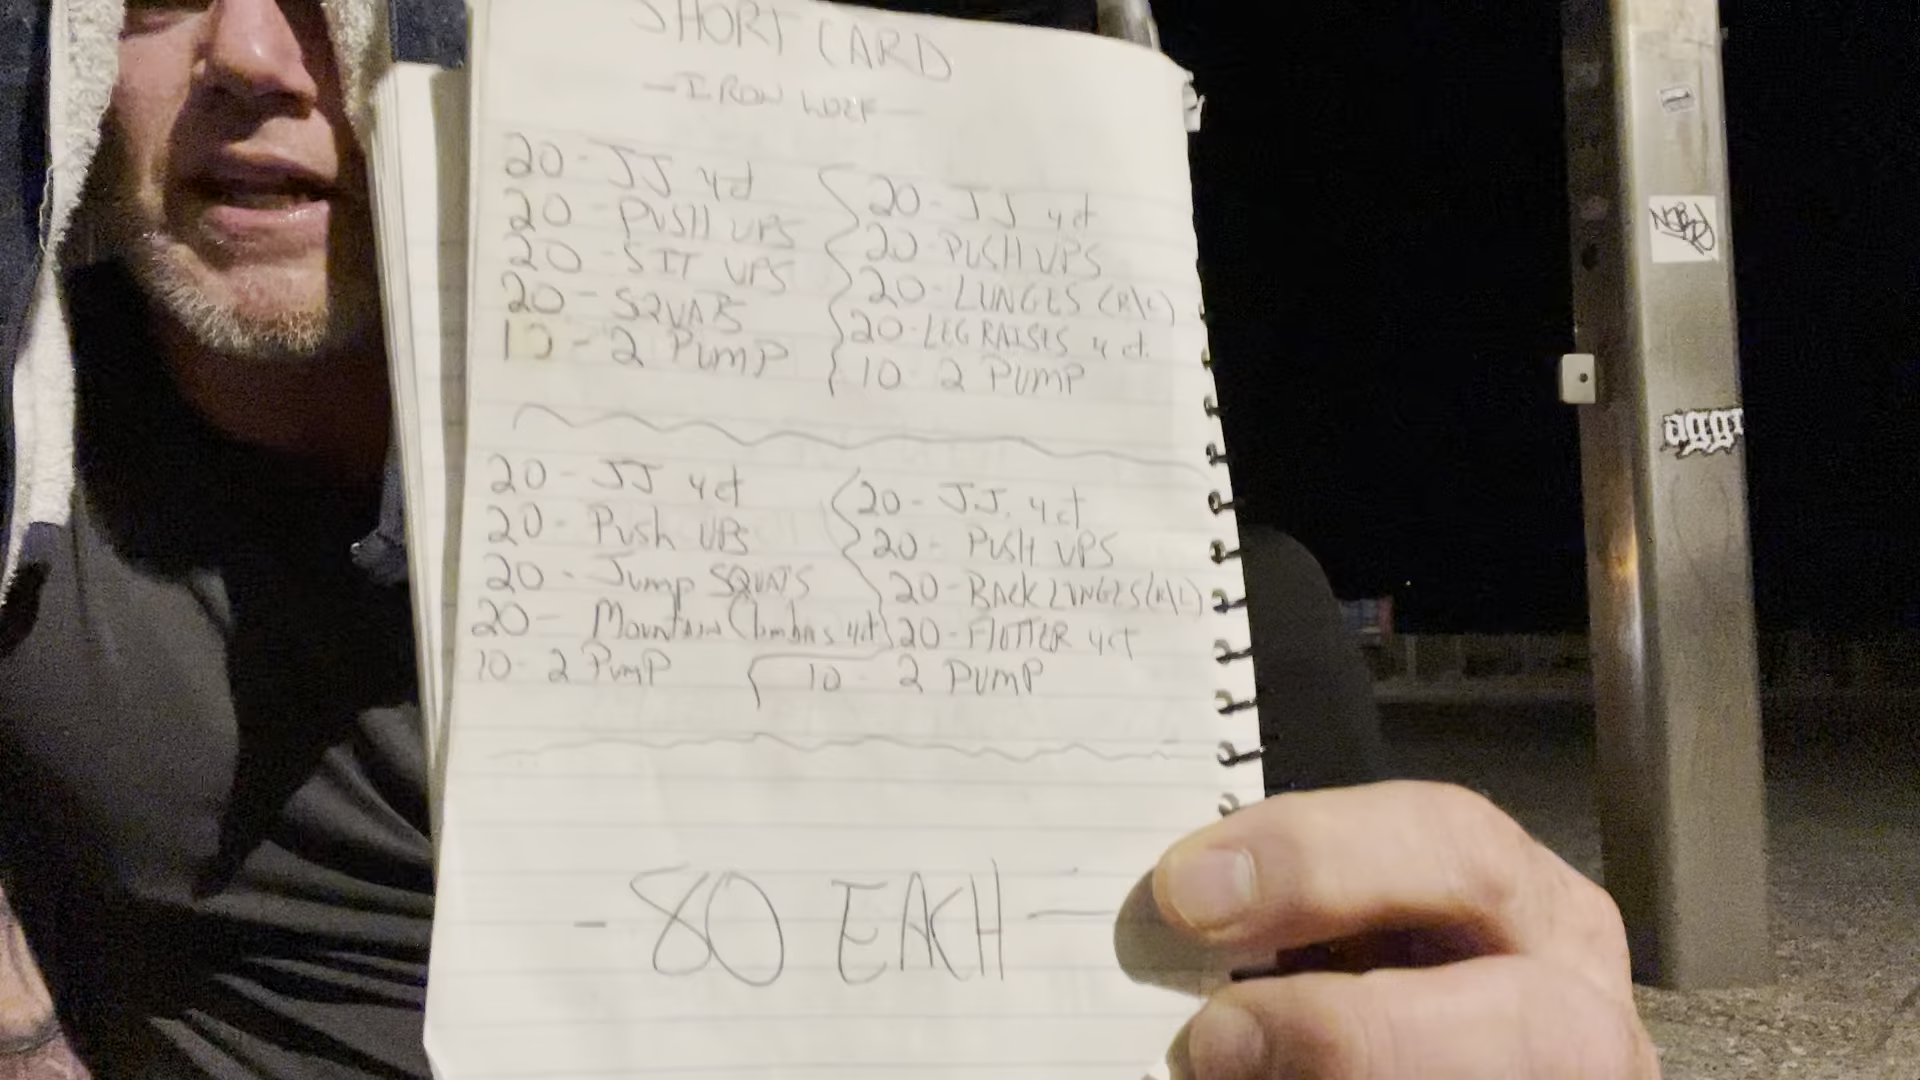 SHORT CARD
- IRON WOLF -
20 - JJ 4ct
20 - PUSH UPS
20 - SIT UPS
20 - SQUATS
10 - 2 PUMP
20 - JJ 4ct
20 - PUSH UPS
20 - LUNGES (R/L)
20 - LEG RAISES 4 ct.
10 2 PUMP
20 - JJ 4ct
20 - Push UPS
20 - Jump SQUATS
20 - Mountain Climbers 4ct
10 - 2 PUMP
20 - JJ. 4ct
20 - PUSH UPS
20 - BACK LUNGES (R/L)
20 - FLUTTER 4ct
10 - 2 PUMP
- 80 EACH -
aggr